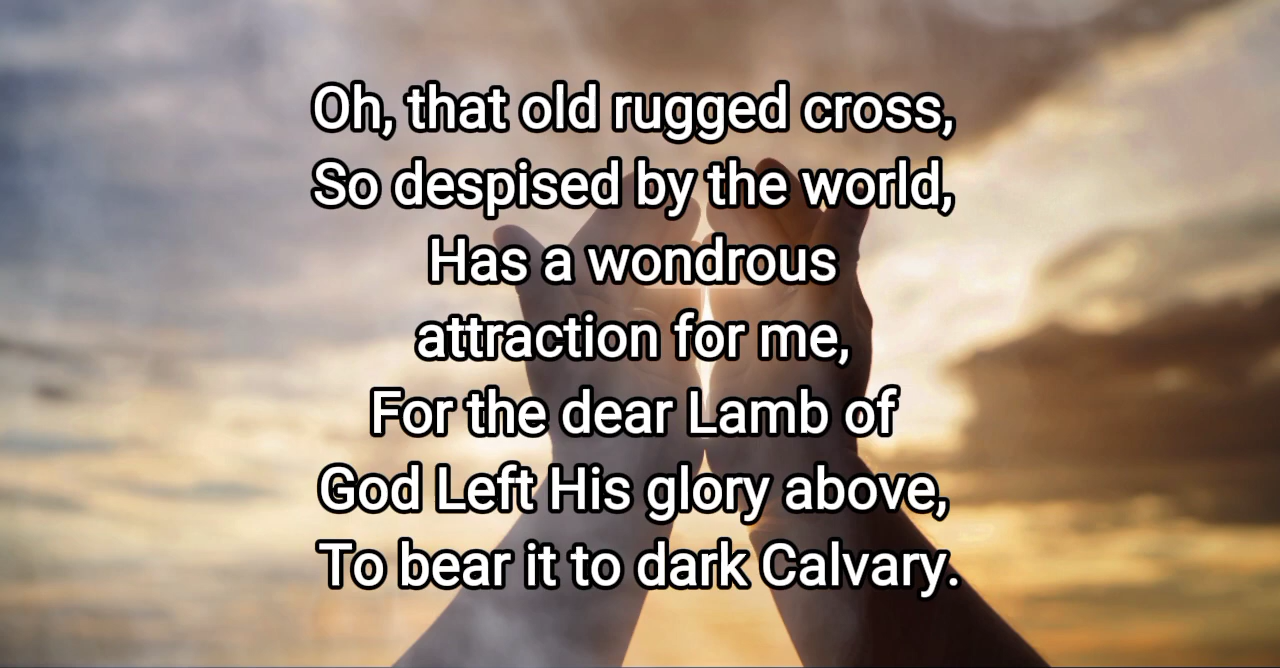 Oh, that old rugged cross,
So despised by the world,
Has a wondrous
attraction for me,
For the dear Lamb of
God Left His glory above,
To bear it to dark Calvary.